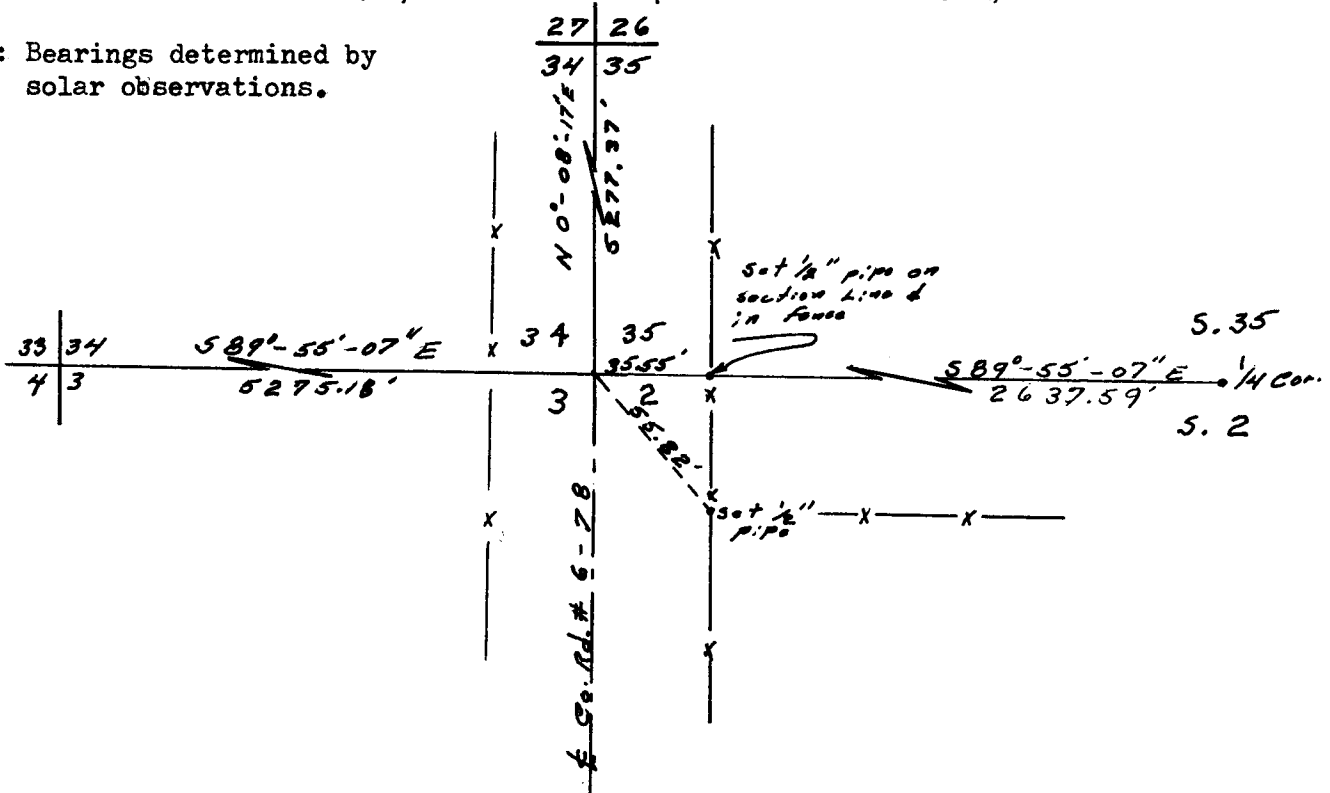 27 26
: Bearings determined by
34 35
solar observations.
N 0°-08'-17"E
5277.37'
x
x
set 1/2" pipe on
section Line &
in fence
S.35
33 34
S 89°-55'-07" E
x
34
35
35.55'
S 89°-55'-07" E
1/4 Cor.
4 3
5275.18'
3
2
x
2637.59'
S. 2
95.82'
x
x
set 1/2"
pipe
x
x
x
℄ Co. Rd. # 6-78